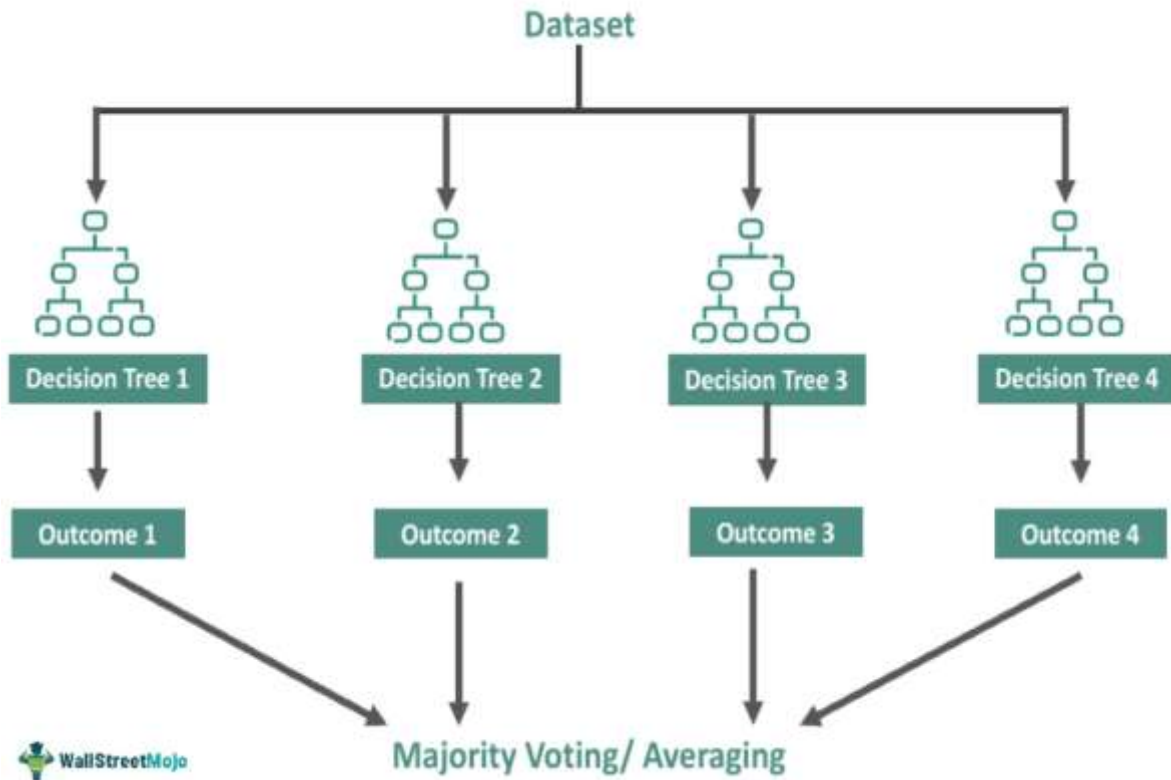 Dataset
Decision Tree 1
Decision Tree 2
Decision Tree 3
Decision Tree 4
Outcome 1
Outcome 2
Outcome 3
Outcome 4
WallStreetMojo
Majority Voting/ Averaging